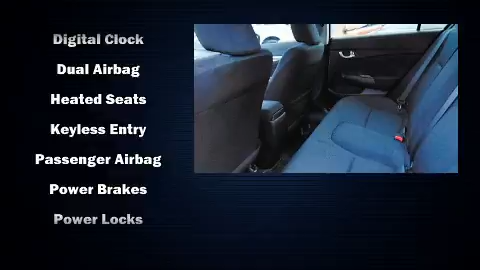 Digital Clock
Dual Airbag
Heated Seats
Keyless Entry
Passenger Airbag
Power Brakes
Power Locks